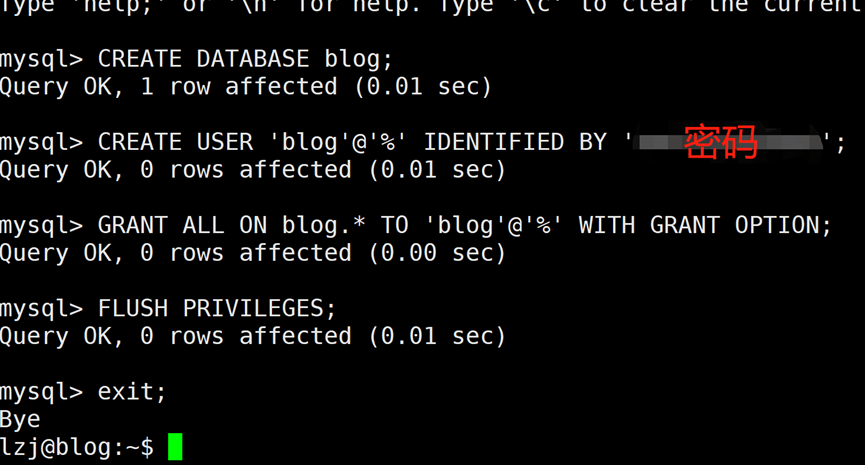 Type 'help;' or '\h' for help. Type '\c' to clear the current
mysql> CREATE DATABASE blog;
Query OK, 1 row affected (0.01 sec)
mysql> CREATE USER 'blog'@'%' IDENTIFIED BY '密码';
Query OK, 0 rows affected (0.01 sec)
mysql> GRANT ALL ON blog.* TO 'blog'@'%' WITH GRANT OPTION;
Query OK, 0 rows affected (0.00 sec)
mysql> FLUSH PRIVILEGES;
Query OK, 0 rows affected (0.01 sec)
mysql> exit;
Bye
lzj@blog:~$